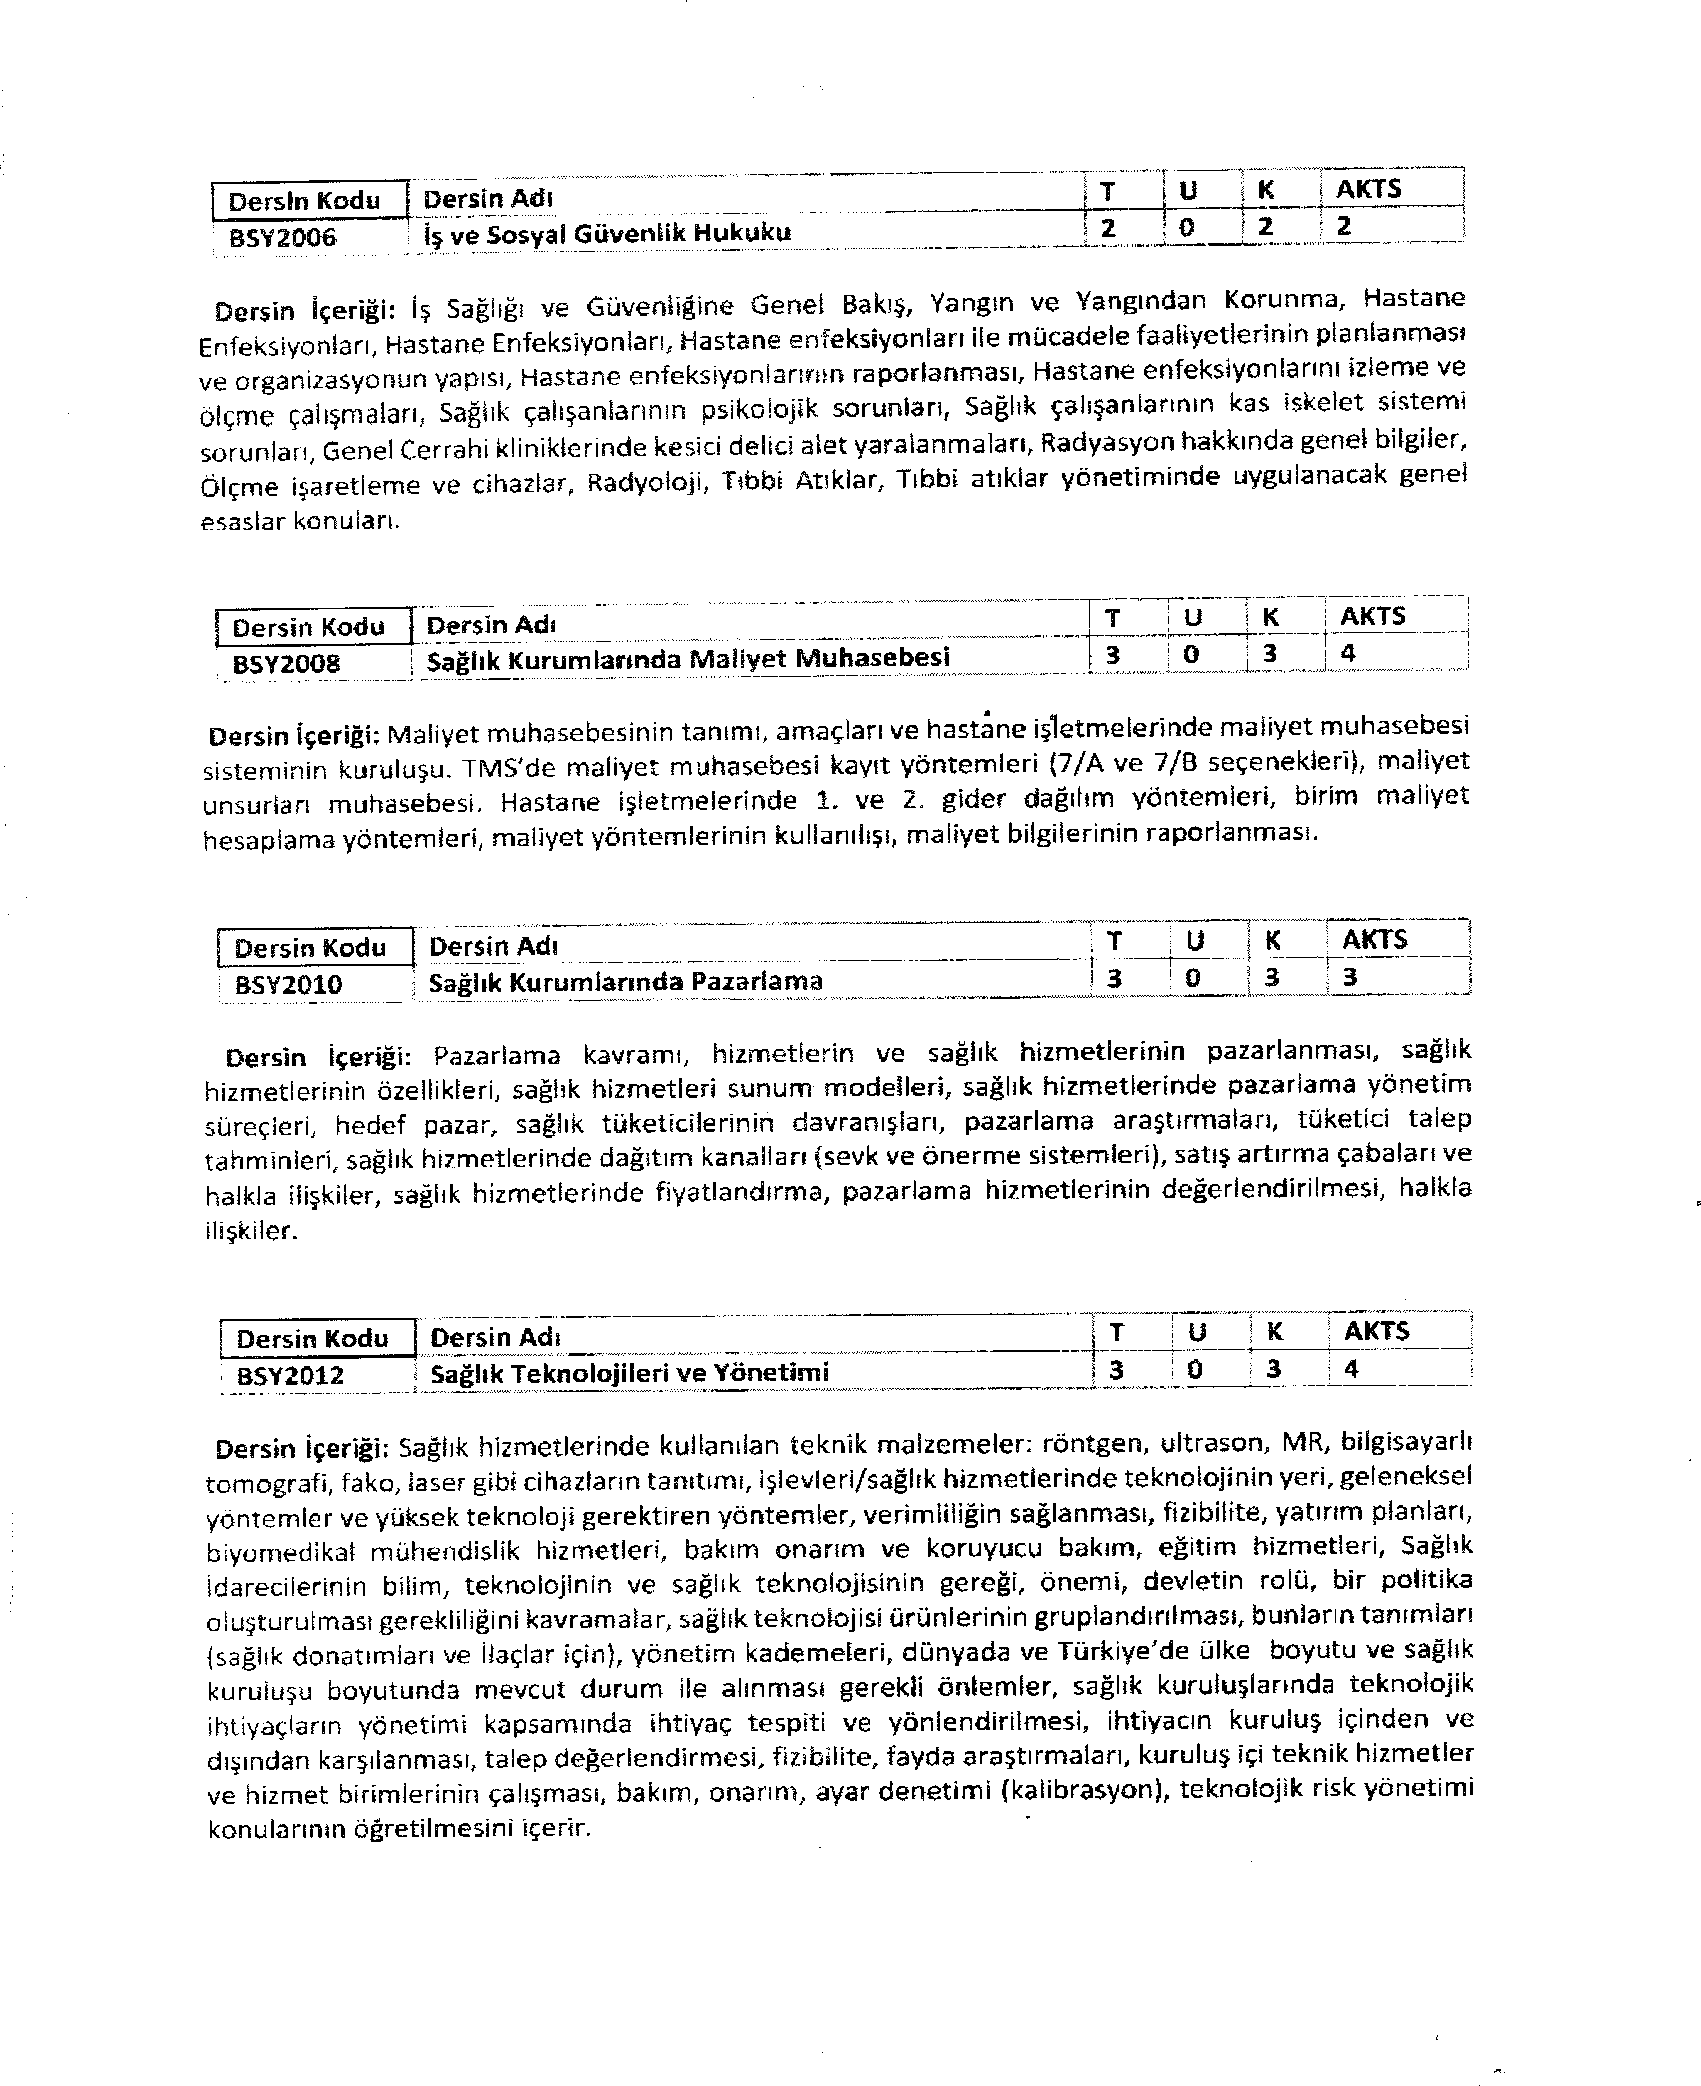 Dersin Kodu Dersin Adı T U K AKTS
BSY2006 İş ve Sosyal Güvenlik Hukuku 2 0 2 2
Dersin İçeriği: İş Sağlığı ve Güvenliğine Genel Bakış, Yangın ve Yangından Korunma, Hastane
Enfeksiyonları, Hastane Enfeksiyonları, Hastane enfeksiyonları ile mücadele faaliyetlerinin planlanması
ve organizasyonun yapısı, Hastane enfeksiyonlarının raporlanması, Hastane enfeksiyonlarını izleme ve
ölçme çalışmaları, Sağlık çalışanlarının psikolojik sorunları, Sağlık çalışanlarının kas iskelet sistemi
sorunları, Genel Cerrahi kliniklerinde kesici delici alet yaralanmaları, Radyasyon hakkında genel bilgiler,
Ölçme işaretleme ve cihazlar, Radyoloji, Tıbbi Atıklar, Tıbbi atıklar yönetiminde uygulanacak genel
esaslar konuları.
Dersin Kodu Dersin Adı T U K AKTS
BSY2008 Sağlık Kurumlarında Maliyet Muhasebesi 3 0 3 4
Dersin İçeriği: Maliyet muhasebesinin tanımı, amaçları ve hastane işletmelerinde maliyet muhasebesi
sisteminin kuruluşu. TMS'de maliyet muhasebesi kayıt yöntemleri (7/A ve 7/B seçenekleri), maliyet
unsurları muhasebesi. Hastane işletmelerinde 1. ve 2. gider dağılım yöntemleri, birim maliyet
hesaplama yöntemleri, maliyet yöntemlerinin kullanılışı, maliyet bilgilerinin raporlanması.
Dersin Kodu Dersin Adı T U K AKTS
BSY2010 Sağlık Kurumlarında Pazarlama 3 0 3 3
Dersin İçeriği: Pazarlama kavramı, hizmetlerin ve sağlık hizmetlerinin pazarlanması, sağlık
hizmetlerinin özellikleri, sağlık hizmetleri sunum modelleri, sağlık hizmetlerinde pazarlama yönetim
süreçleri, hedef pazar, sağlık tüketicilerinin davranışları, pazarlama araştırmaları, tüketici talep
tahminleri, sağlık hizmetlerinde dağıtım kanalları (sevk ve önerme sistemleri), satış artırma çabaları ve
halkla ilişkiler, sağlık hizmetlerinde fiyatlandırma, pazarlama hizmetlerinin değerlendirilmesi, halkla
ilişkiler.
Dersin Kodu Dersin Adı T U K AKTS
BSY2012 Sağlık Teknolojileri ve Yönetimi 3 0 3 4
Dersin İçeriği: Sağlık hizmetlerinde kullanılan teknik malzemeler: röntgen, ultrason, MR, bilgisayarlı
tomografi, fako, laser gibi cihazların tanıtımı, işlevleri/sağlık hizmetlerinde teknolojinin yeri, geleneksel
yöntemler ve yüksek teknoloji gerektiren yöntemler, verimliliğin sağlanması, fizibilite, yatırım planları,
biyomedikal mühendislik hizmetleri, bakım onarım ve koruyucu bakım, eğitim hizmetleri, Sağlık
idarecilerinin bilim, teknolojinin ve sağlık teknolojisinin gereği, önemi, devletin rolü, bir politika
oluşturulması gerekliliğini kavramalar, sağlık teknolojisi ürünlerinin gruplandırılması, bunların tanımları
(sağlık donatımları ve ilaçlar için), yönetim kademeleri, dünyada ve Türkiye'de ülke boyutu ve sağlık
kuruluşu boyutunda mevcut durum ile alınması gerekli önlemler, sağlık kuruluşlarında teknolojik
ihtiyaçların yönetimi kapsamında ihtiyaç tespiti ve yönlendirilmesi, ihtiyacın kuruluş içinden ve
dışından karşılanması, talep değerlendirmesi, fizibilite, fayda araştırmaları, kuruluş içi teknik hizmetler
ve hizmet birimlerinin çalışması, bakım, onarım, ayar denetimi (kalibrasyon), teknolojik risk yönetimi
konularının öğretilmesini içerir.